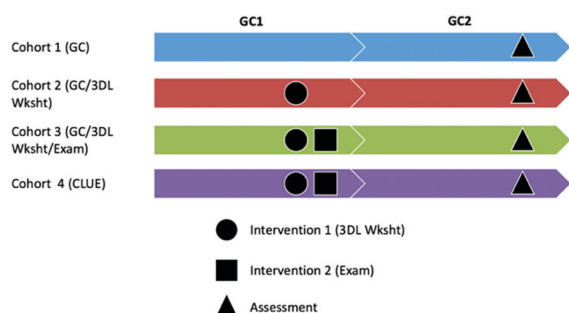 GC1 GC2
Cohort 1 (GC)
Cohort 2 (GC/3DL
Wksht)
Cohort 3 (GC/3DL
Wksht/Exam)
Cohort 4 (CLUE)
Intervention 1 (3DL Wksht)
Intervention 2 (Exam)
Assessment